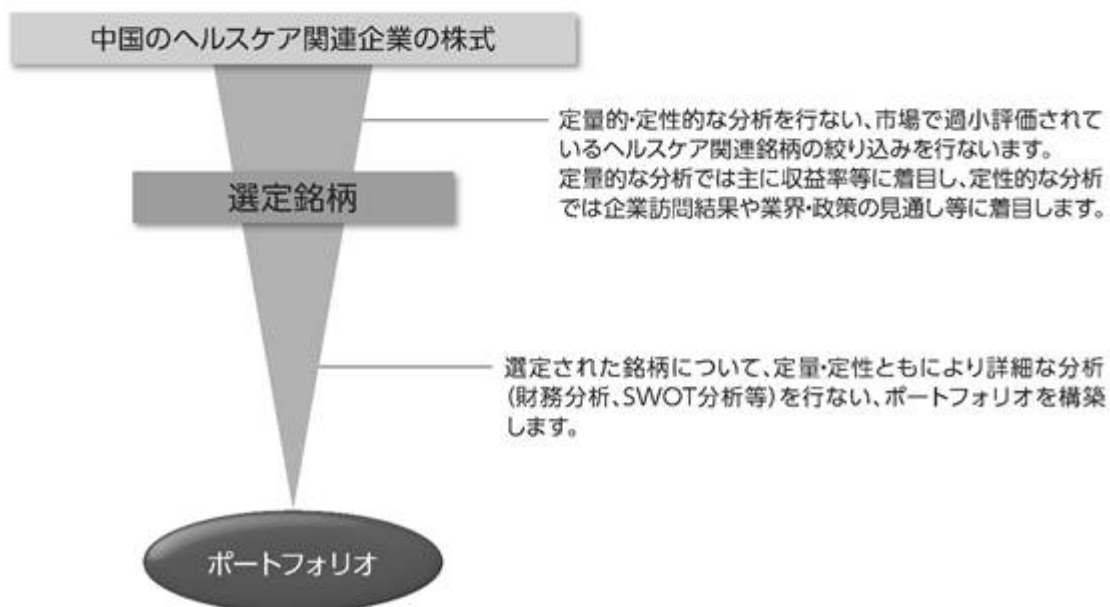 中国のヘルスケア関連企業の株式
定量的・定性的な分析を行ない、市場で過小評価されて
いるヘルスケア関連銘柄の絞り込みを行ないます。
定量的な分析では主に収益率等に着目し、定性的な分析
では企業訪問結果や業界・政策の見通し等に着目します。
選定銘柄
選定された銘柄について、定量・定性ともにより詳細な分析
(財務分析、SWOT分析等)を行ない、ポートフォリオを構築
します。
ポートフォリオ